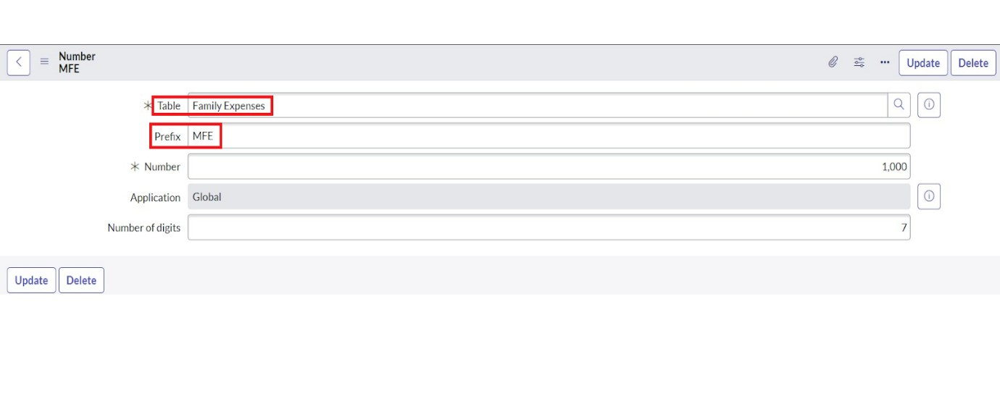 Number
MFE
Update Delete
Table Family Expenses
Prefix MFE
Number 1,000
Application Global
Number of digits 7
Update Delete